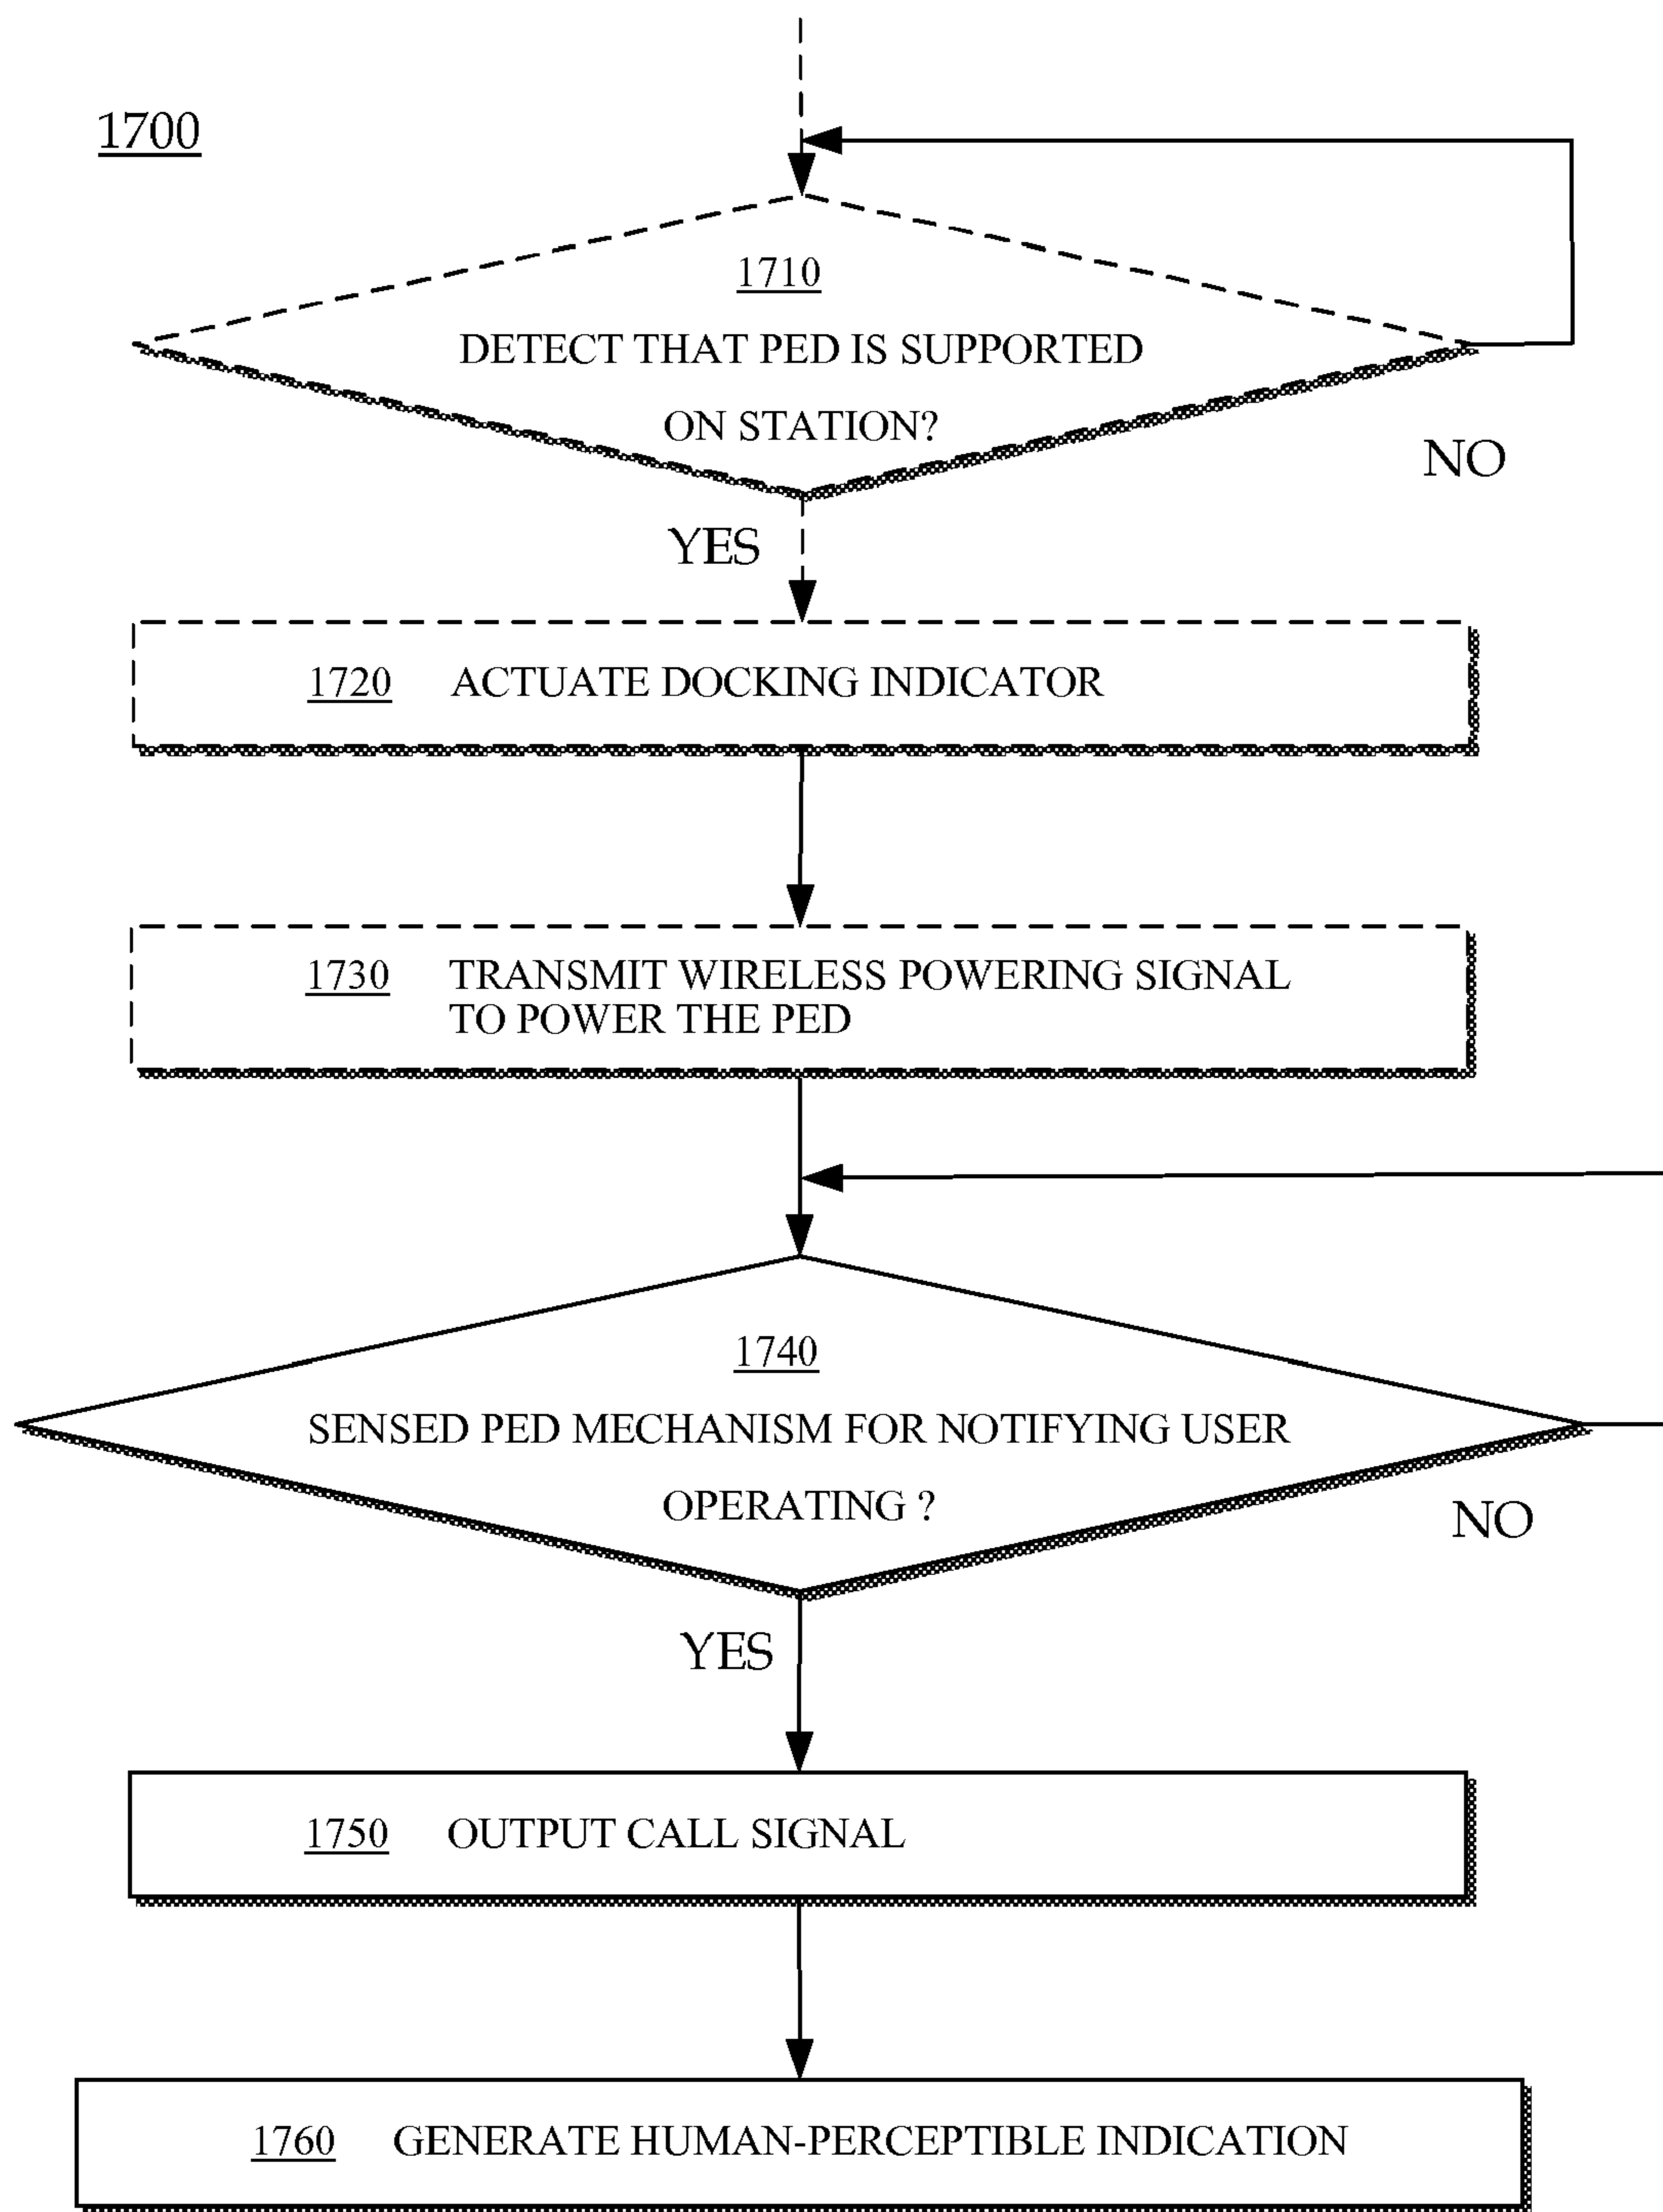 1700
1710
DETECT THAT PED IS SUPPORTED
ON STATION?
NO
YES
1720 ACTUATE DOCKING INDICATOR
1730 TRANSMIT WIRELESS POWERING SIGNAL
TO POWER THE PED
1740
SENSED PED MECHANISM FOR NOTIFYING USER
OPERATING ?
NO
YES
1750 OUTPUT CALL SIGNAL
1760 GENERATE HUMAN-PERCEPTIBLE INDICATION